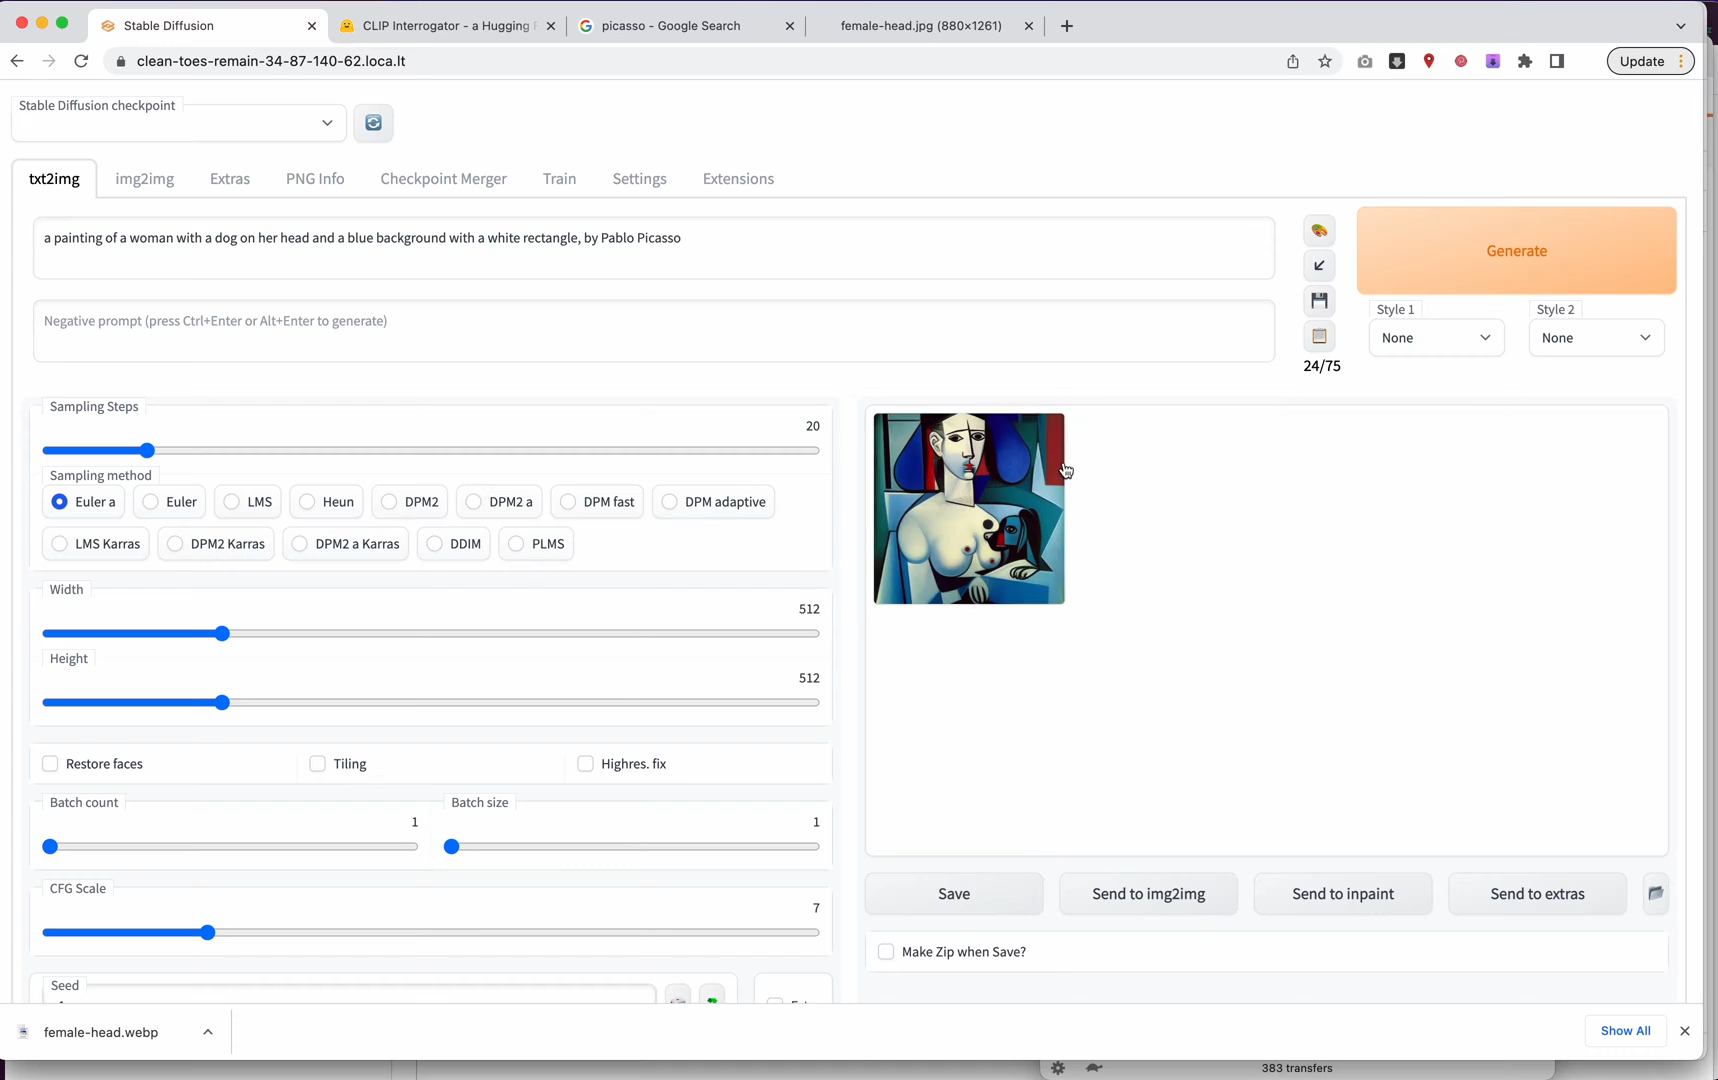 Stable Diffusion
CLIP Interrogator - a Hugging F
picasso - Google Search
female-head.jpg (880×1261)
clean-toes-remain-34-87-140-62.loca.lt
Update
Stable Diffusion checkpoint
txt2img
img2img
Extras
PNG Info
Checkpoint Merger
Train
Settings
Extensions
a painting of a woman with a dog on her head and a blue background with a white rectangle, by Pablo Picasso
Negative prompt (press Ctrl+Enter or Alt+Enter to generate)
24/75
Generate
Style 1
None
Style 2
None
Sampling Steps
20
Sampling method
Euler a
Euler
LMS
Heun
DPM2
DPM2 a
DPM fast
DPM adaptive
LMS Karras
DPM2 Karras
DPM2 a Karras
DDIM
PLMS
Width
512
Height
512
Restore faces
Tiling
Highres. fix
Batch count
1
Batch size
1
CFG Scale
7
Seed
Save
Send to img2img
Send to inpaint
Send to extras
Make Zip when Save?
female-head.webp
Show All
383 transfers